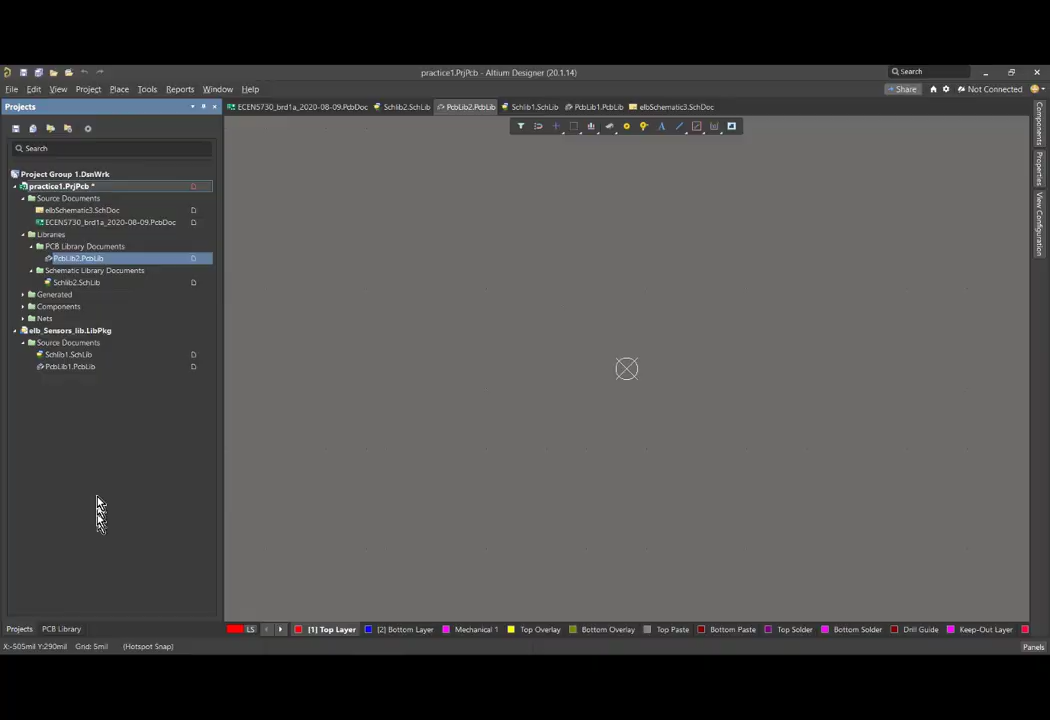 practice1.PrjPcb - Altium Designer (20.1.14)
Search
File Edit View Project Place Tools Reports Window Help
Share
Not Connected
Projects
ECEN5730_brd1a_2020-08-09.PcbDoc
Schlib2.SchLib
PcbLib2.PcbLib
Schlib1.SchLib
PcbLib1.PcbLib
elbSchematic3.SchDoc
Search
Project Group 1.DsnWrk
practice1.PrjPcb *
Source Documents
elbSchematic3.SchDoc
ECEN5730_brd1a_2020-08-09.PcbDoc
Libraries
PCB Library Documents
PcbLib2.PcbLib
Schematic Library Documents
Schlib2.SchLib
Generated
Components
Nets
elb_Sensors_lib.LibPkg
Source Documents
Schlib1.SchLib
PcbLib1.PcbLib
Components
Properties
View Configuration
Projects
PCB Library
LS
[1] Top Layer
[2] Bottom Layer
Mechanical 1
Top Overlay
Bottom Overlay
Top Paste
Bottom Paste
Top Solder
Bottom Solder
Drill Guide
Keep-Out Layer
X:-505mil Y:290mil Grid: 5mil (Hotspot Snap)
Panels